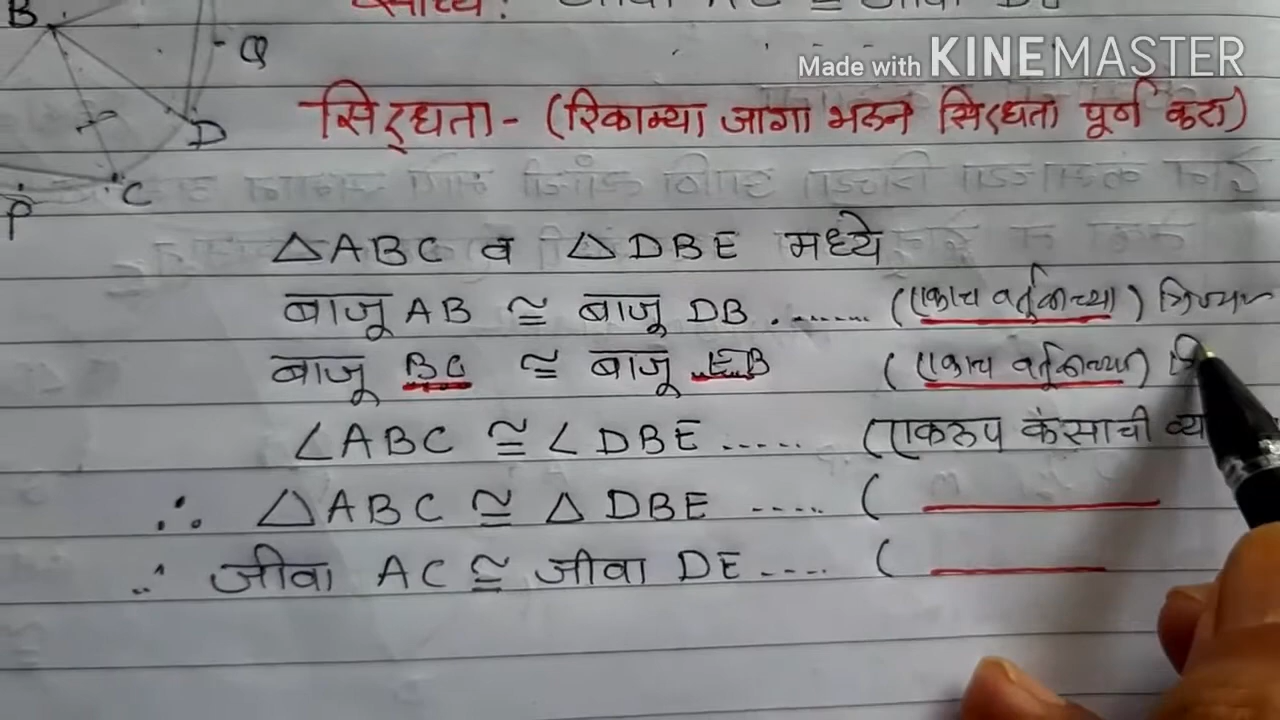 B
Q
D
C
P
Made with KINEMASTER
सिद्धता - (रिकाम्या जागा भरून सिद्धता पूर्ण करा)
△ABC व △DBE मध्ये
बाजू AB ≅ बाजू DB ........ (एकाच वर्तुळाच्या) त्रिज्या
बाजू BC ≅ बाजू EB (एकाच वर्तुळाच्या)
∠ABC ≅ ∠DBE ..... (एकरूप कंसाची व्या
∴ △ABC ≅ △DBE ..... (
∴ जीवा AC ≅ जीवा DE .... (